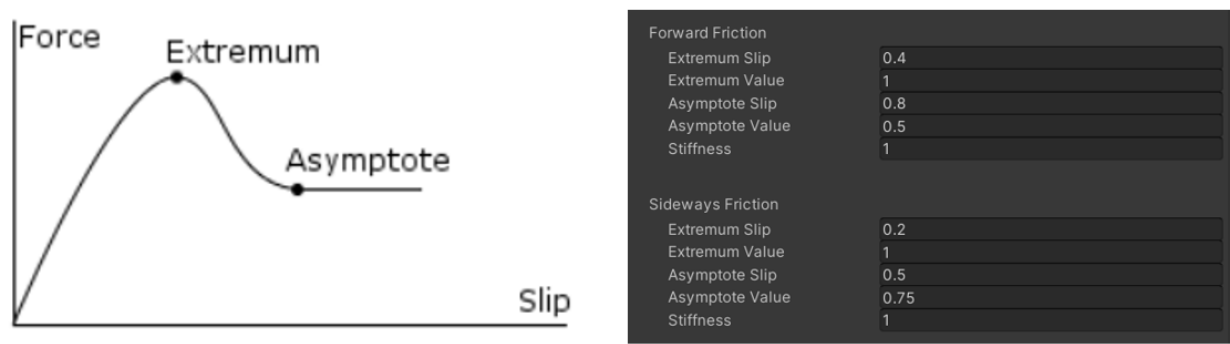 Force
Extremum
Asymptote
Slip
Forward Friction
Extremum Slip 0.4
Extremum Value 1
Asymptote Slip 0.8
Asymptote Value 0.5
Stiffness 1
Sideways Friction
Extremum Slip 0.2
Extremum Value 1
Asymptote Slip 0.5
Asymptote Value 0.75
Stiffness 1